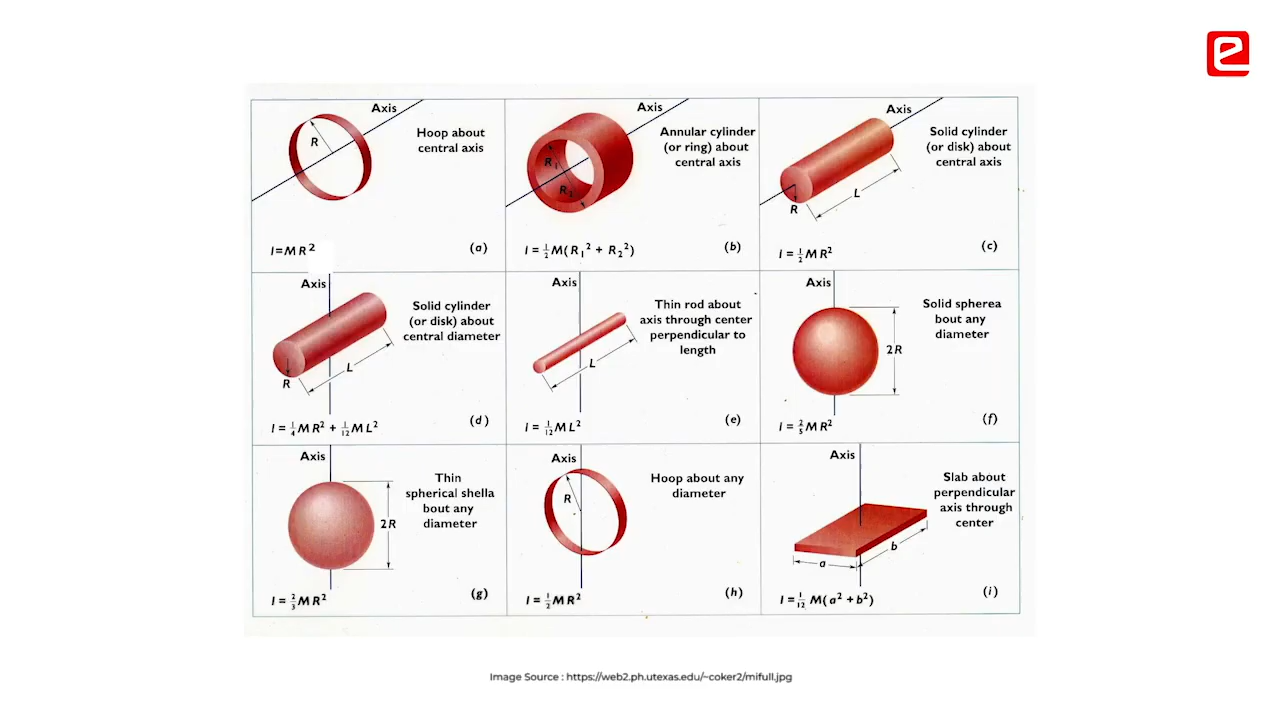 e
Axis
R
Hoop about
central axis
I=MR²
(a)
Axis
R₁
R₂
Annular cylinder
(or ring) about
central axis
I = ½M(R₁² + R₂²)
(b)
Axis
R
L
Solid cylinder
(or disk) about
central axis
I = ½MR²
(c)
Axis
R
L
Solid cylinder
(or disk) about
central diameter
I = ¼MR² + 1/12 ML²
(d)
Axis
L
Thin rod about
axis through center
perpendicular to
length
I = 1/12 ML²
(e)
Axis
2R
Solid spherea
bout any
diameter
I = ⅖MR²
(f)
Axis
2R
Thin
spherical shella
bout any
diameter
I = ⅔MR²
(g)
Axis
R
Hoop about any
diameter
I = ½MR²
(h)
Axis
a
b
Slab about
perpendicular
axis through
center
I = 1/12 M(a² + b²)
(i)
Image Source : https://web2.ph.utexas.edu/~coker2/mifull.jpg